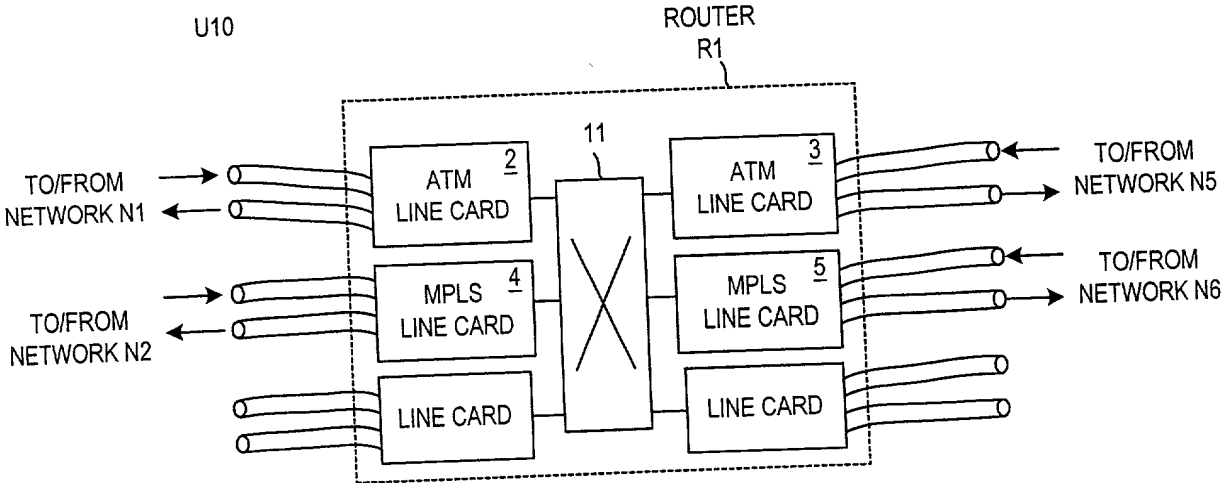 U10
ROUTER
R1
11
2
ATM
LINE CARD
3
ATM
LINE CARD
TO/FROM
NETWORK N1
TO/FROM
NETWORK N5
4
MPLS
LINE CARD
5
MPLS
LINE CARD
TO/FROM
NETWORK N2
TO/FROM
NETWORK N6
LINE CARD
LINE CARD